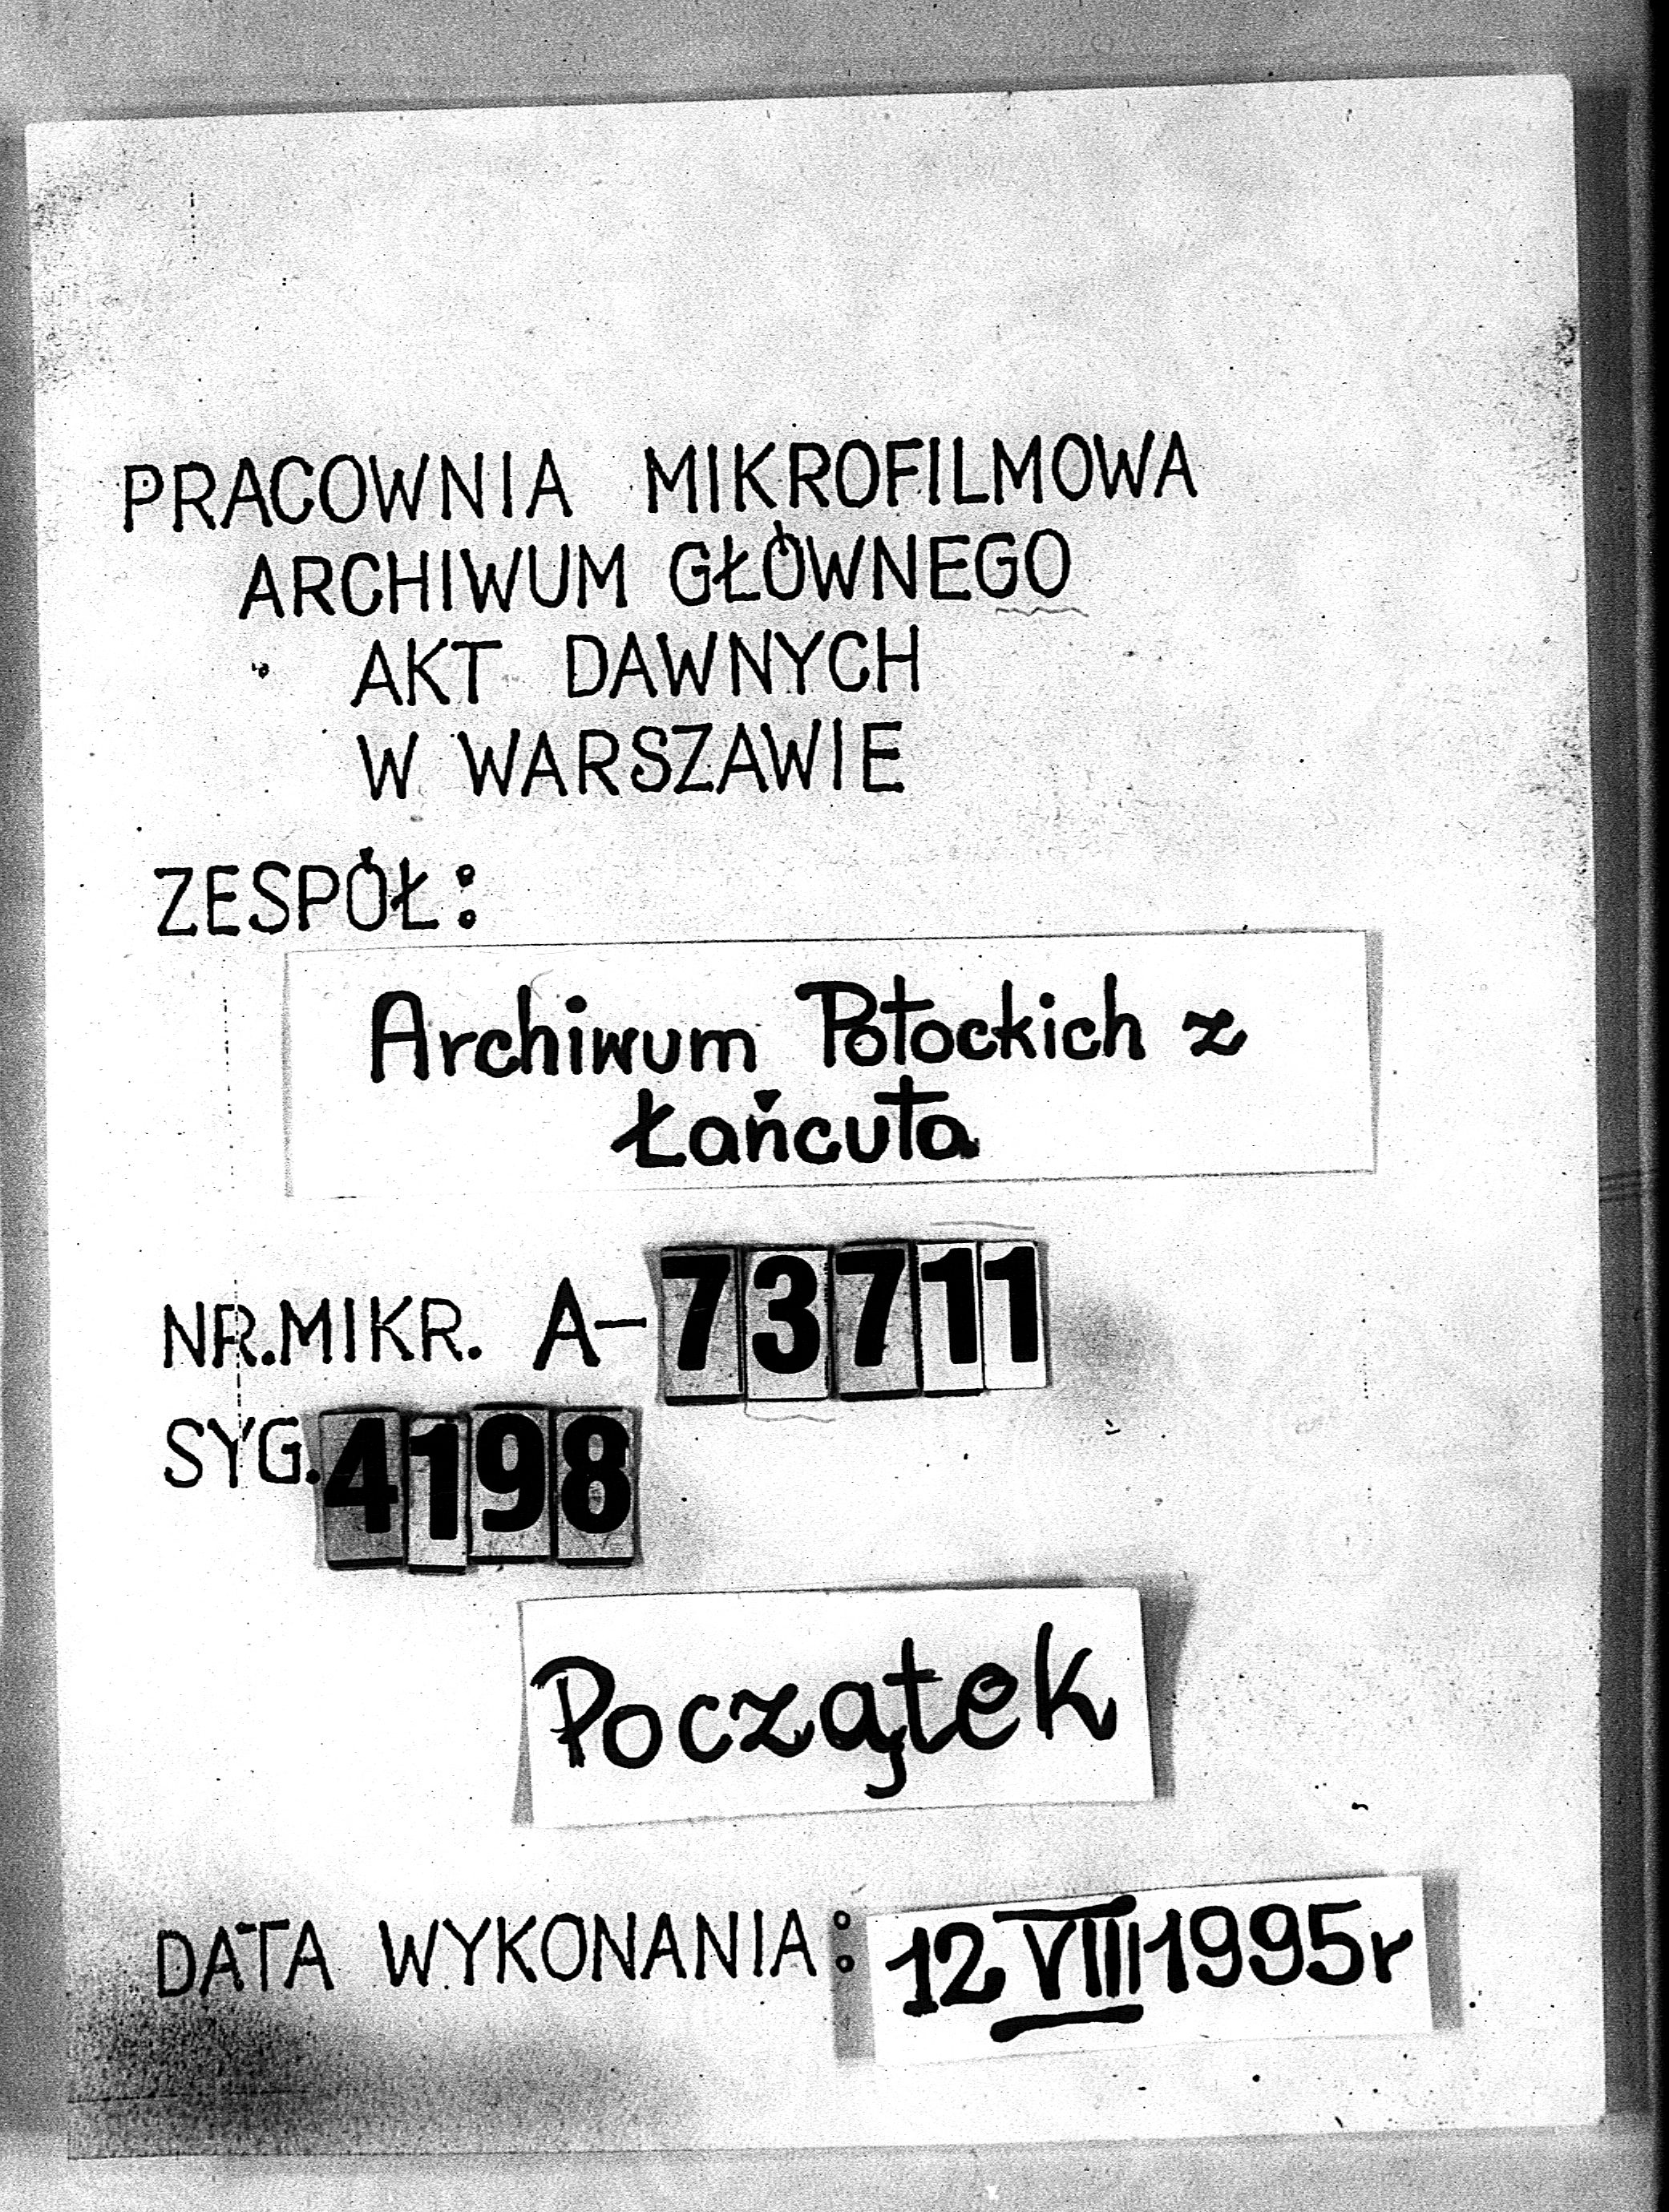 PRACOWNIA MIKROFILMOWA
ARCHIWUM GŁÓWNEGO
AKT DAWNYCH
W WARSZAWIE
ZESPÓŁ:
Archiwum Potockich z
Łańcuta
NR.MIKR. A-73711
SYG. 4198
Początek
DATA WYKONANIA: 12 VIII 1995r